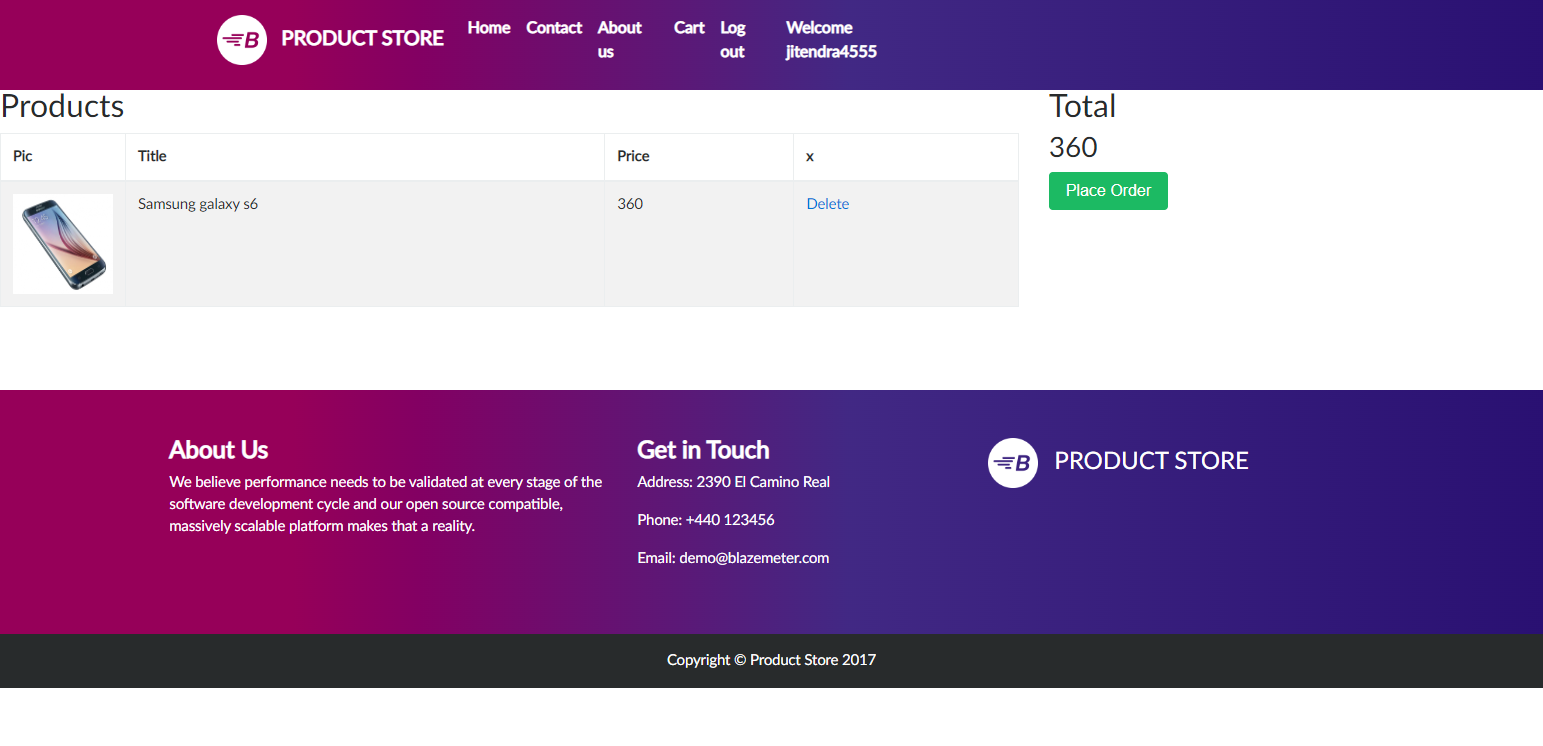 B PRODUCT STORE Home Contact About us Cart Log out Welcome jitendra4555
Products
Total
360
Pic Title Price x
Place Order
Samsung galaxy s6 360 Delete
About Us
We believe performance needs to be validated at every stage of the
software development cycle and our open source compatible,
massively scalable platform makes that a reality.
Get in Touch
Address: 2390 El Camino Real
Phone: +440 123456
Email: demo@blazemeter.com
B PRODUCT STORE
Copyright © Product Store 2017